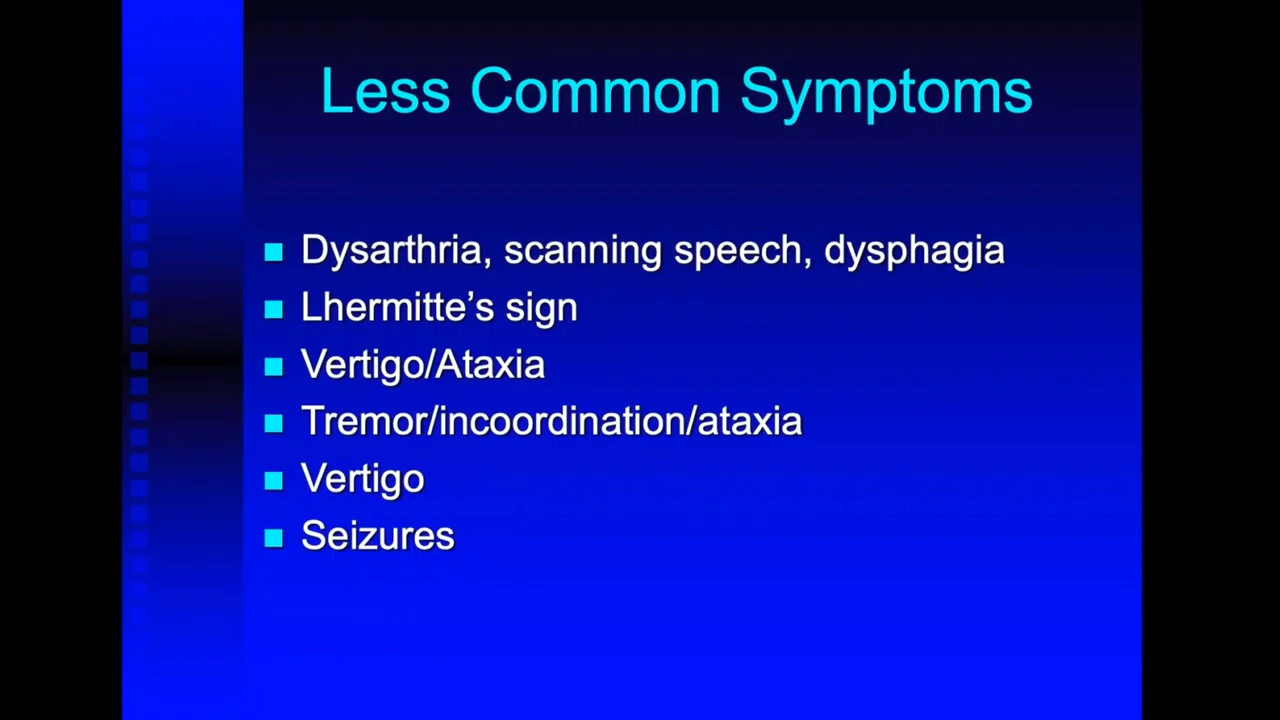 Less Common Symptoms
Dysarthria, scanning speech, dysphagia
Lhermitte’s sign
Vertigo/Ataxia
Tremor/incoordination/ataxia
Vertigo
Seizures